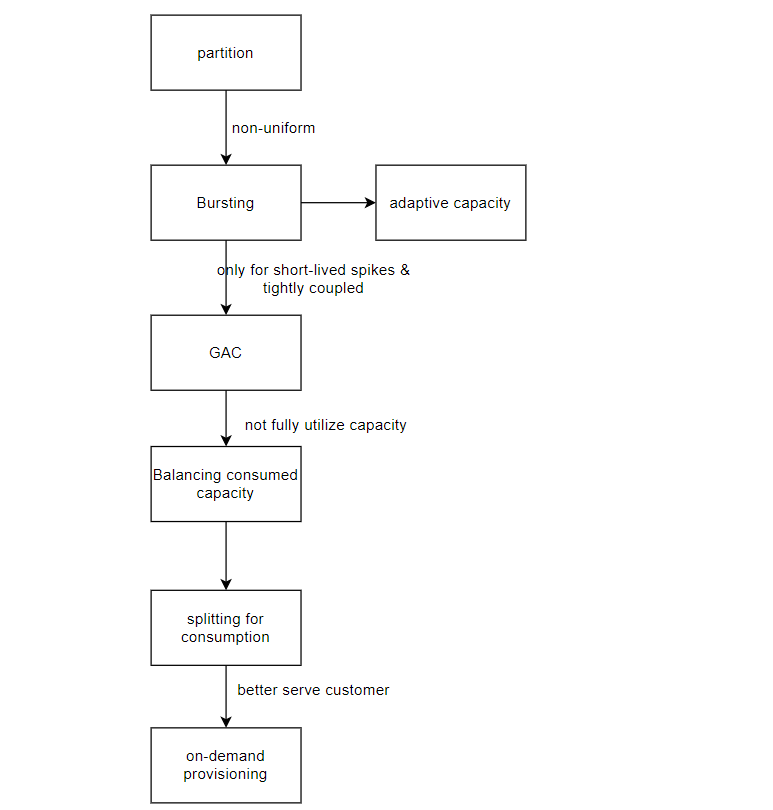 partition
non-uniform
Bursting
adaptive capacity
only for short-lived spikes &
tightly coupled
GAC
not fully utilize capacity
Balancing consumed
capacity
splitting for
consumption
better serve customer
on-demand
provisioning